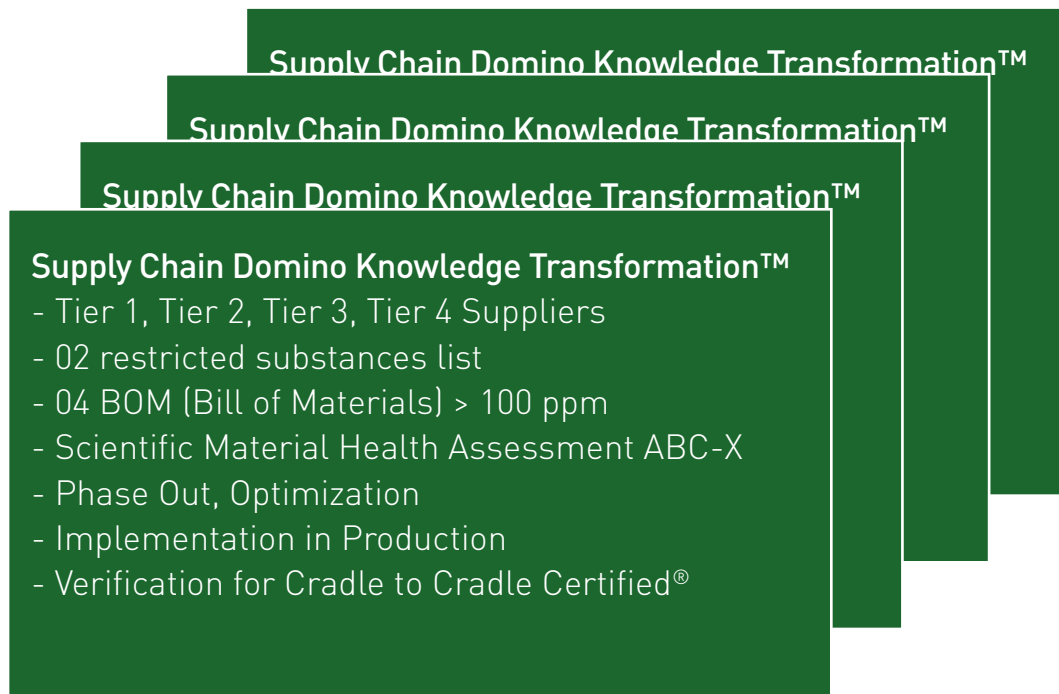 Supply Chain Domino Knowledge Transformation™
Supply Chain Domino Knowledge Transformation™
Supply Chain Domino Knowledge Transformation™
Supply Chain Domino Knowledge Transformation™
- Tier 1, Tier 2, Tier 3, Tier 4 Suppliers
- 02 restricted substances list
- 04 BOM (Bill of Materials) > 100 ppm
- Scientific Material Health Assessment ABC-X
- Phase Out, Optimization
- Implementation in Production
- Verification for Cradle to Cradle Certified®